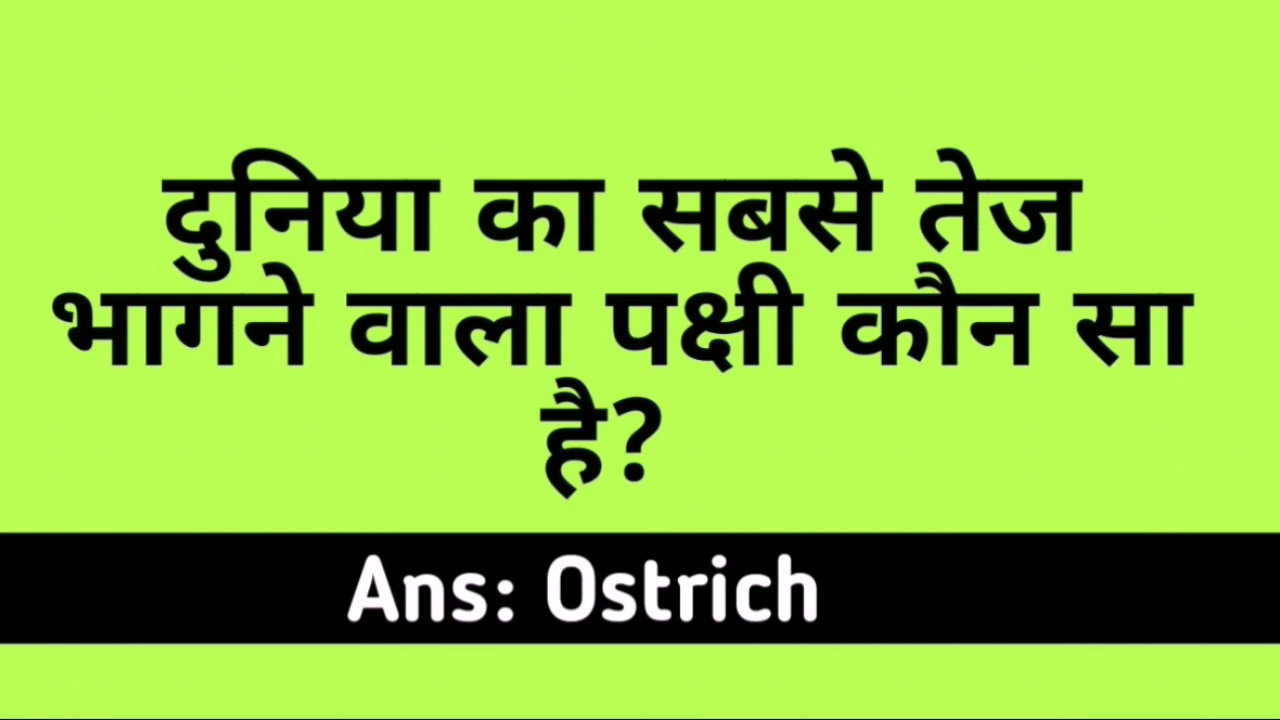 दुनिया का सबसे तेज
भागने वाला पक्षी कौन सा
है?
Ans: Ostrich